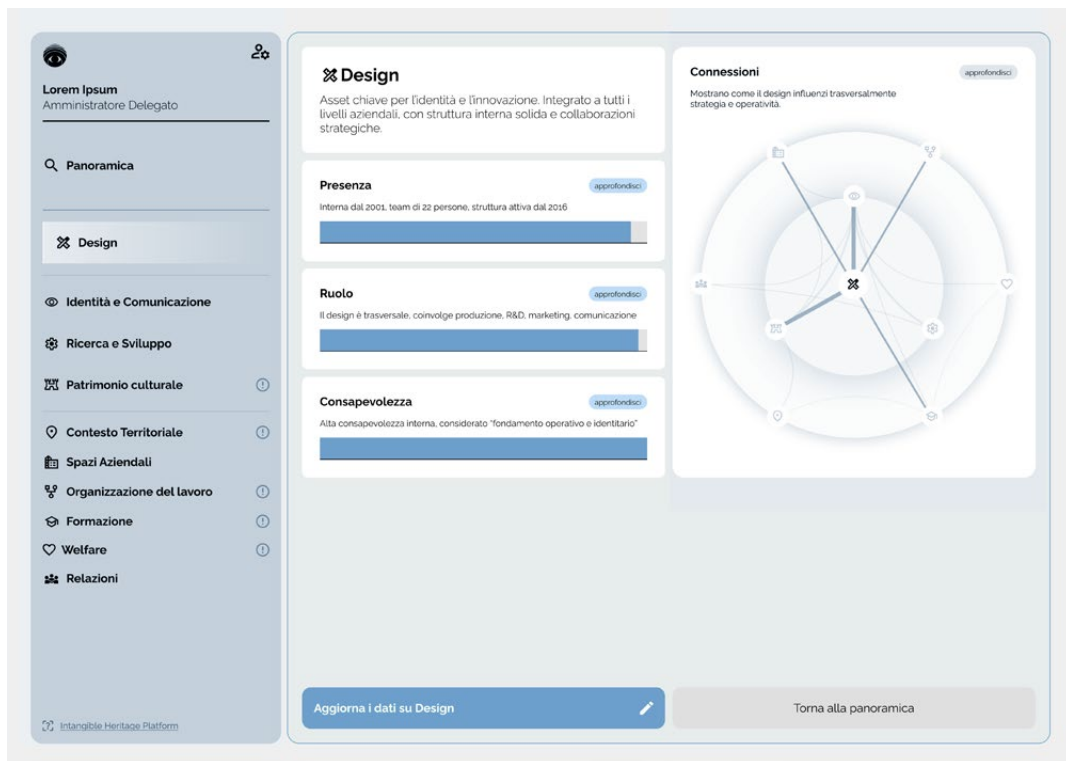 Lorem Ipsum
Amministratore Delegato
Panoramica
Design
Identità e Comunicazione
Ricerca e Sviluppo
Patrimonio culturale
Contesto Territoriale
Spazi Aziendali
Organizzazione del lavoro
Formazione
Welfare
Relazioni
Intangible Heritage Platform
Design
Asset chiave per l'identità e l'innovazione. Integrato a tutti i
livelli aziendali, con struttura interna solida e collaborazioni
strategiche.
Presenza
approfondisci
Interna dal 2001, team di 22 persone, struttura attiva dal 2016
Ruolo
approfondisci
Il design è trasversale, coinvolge produzione, R&D, marketing, comunicazione
Consapevolezza
approfondisci
Alta consapevolezza interna, considerato "fondamento operativo e identitario"
Connessioni
approfondisci
Mostrano come il design influenzi trasversalmente
strategia e operatività.
Aggiorna i dati su Design
Torna alla panoramica